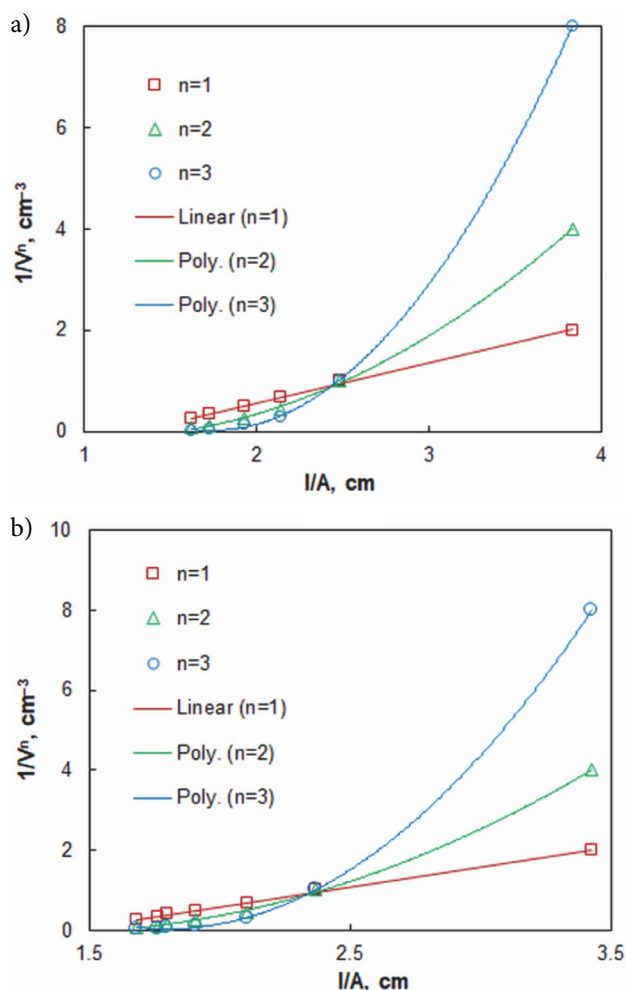 a)
8
6
4
2
0
1/Vⁿ, cm⁻³
n=1
n=2
n=3
Linear (n=1)
Poly. (n=2)
Poly. (n=3)
1 2 3 4
I/A, cm
b)
10
8
6
4
2
0
1/Vⁿ, cm⁻³
n=1
n=2
n=3
Linear (n=1)
Poly. (n=2)
Poly. (n=3)
1.5 2.5 3.5
I/A, cm